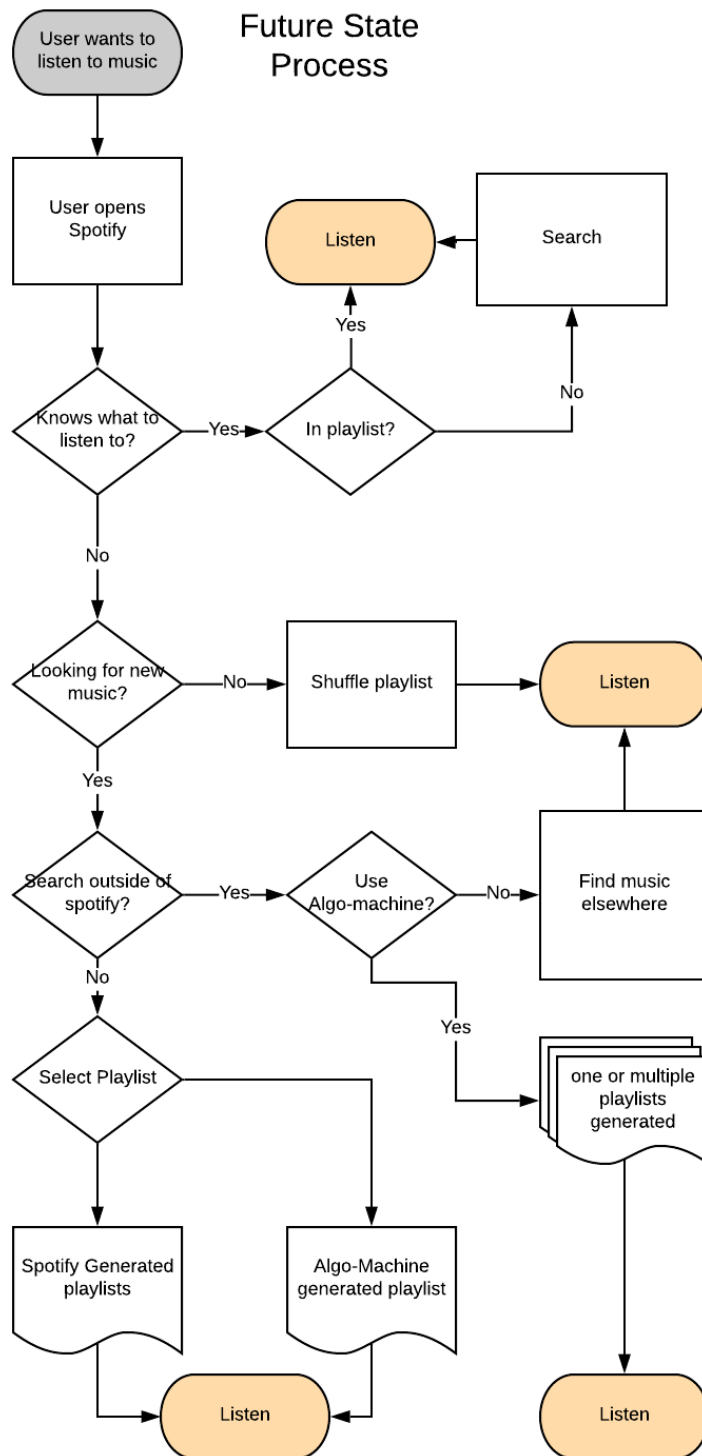 Future State
Process
User wants to
listen to music
User opens
Spotify
Listen
Search
Yes
No
Knows what to
listen to?
Yes
In playlist?
No
Looking for new
music?
No
Shuffle playlist
Listen
Yes
Search outside of
spotify?
Yes
Use
Algo-machine?
No
Find music
elsewhere
No
Yes
Select Playlist
one or multiple
playlists
generated
Spotify Generated
playlists
Algo-Machine
generated playlist
Listen
Listen